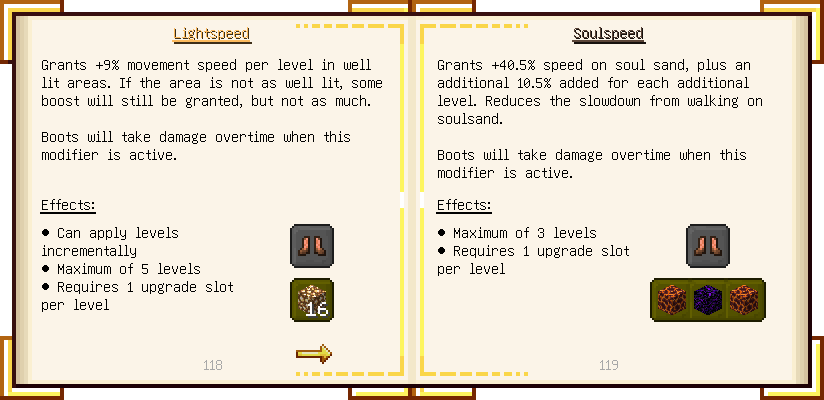 Lightspeed
Grants +9% movement speed per level in well
lit areas. If the area is not as well lit, some
boost will still be granted, but not as much.
Boots will take damage overtime when this
modifier is active.
Effects:
● Can apply levels
incrementally
● Maximum of 5 levels
● Requires 1 upgrade slot
per level
16
118
Soulspeed
Grants +40.5% speed on soul sand, plus an
additional 10.5% added for each additional
level. Reduces the slowdown from walking on
soulsand.
Boots will take damage overtime when this
modifier is active.
Effects:
● Maximum of 3 levels
● Requires 1 upgrade slot
per level
119